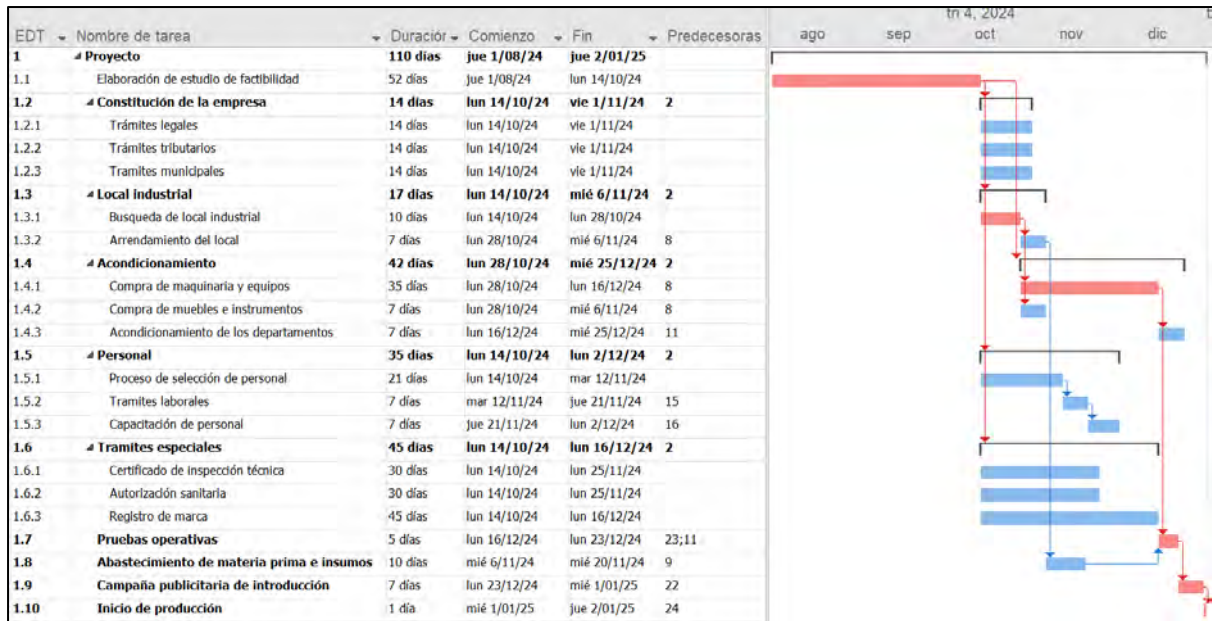 tri 4, 2024
EDT Nombre de tarea Duración Comienzo Fin Predecesoras ago sep oct nov dic
1 Proyecto 110 días jue 1/08/24 jue 2/01/25
1.1 Elaboración de estudio de factibilidad 52 días jue 1/08/24 lun 14/10/24
1.2 Constitución de la empresa 14 días lun 14/10/24 vie 1/11/24 2
1.2.1 Trámites legales 14 días lun 14/10/24 vie 1/11/24
1.2.2 Trámites tributarios 14 días lun 14/10/24 vie 1/11/24
1.2.3 Tramites municipales 14 días lun 14/10/24 vie 1/11/24
1.3 Local industrial 17 días lun 14/10/24 mié 6/11/24 2
1.3.1 Busqueda de local industrial 10 días lun 14/10/24 lun 28/10/24
1.3.2 Arrendamiento del local 7 días lun 28/10/24 mié 6/11/24 8
1.4 Acondicionamiento 42 días lun 28/10/24 mié 25/12/24 2
1.4.1 Compra de maquinaria y equipos 35 días lun 28/10/24 lun 16/12/24 8
1.4.2 Compra de muebles e instrumentos 7 días lun 28/10/24 mié 6/11/24 8
1.4.3 Acondicionamiento de los departamentos 7 días lun 16/12/24 mié 25/12/24 11
1.5 Personal 35 días lun 14/10/24 lun 2/12/24 2
1.5.1 Proceso de selección de personal 21 días lun 14/10/24 mar 12/11/24
1.5.2 Tramites laborales 7 días mar 12/11/24 jue 21/11/24 15
1.5.3 Capacitación de personal 7 días jue 21/11/24 lun 2/12/24 16
1.6 Tramites especiales 45 días lun 14/10/24 lun 16/12/24 2
1.6.1 Certificado de inspección técnica 30 días lun 14/10/24 lun 25/11/24
1.6.2 Autorización sanitaria 30 días lun 14/10/24 lun 25/11/24
1.6.3 Registro de marca 45 días lun 14/10/24 lun 16/12/24
1.7 Pruebas operativas 5 días lun 16/12/24 lun 23/12/24 23;11
1.8 Abastecimiento de materia prima e insumos 10 días mié 6/11/24 mié 20/11/24 9
1.9 Campaña publicitaria de introducción 7 días lun 23/12/24 mié 1/01/25 22
1.10 Inicio de producción 1 día mié 1/01/25 jue 2/01/25 24